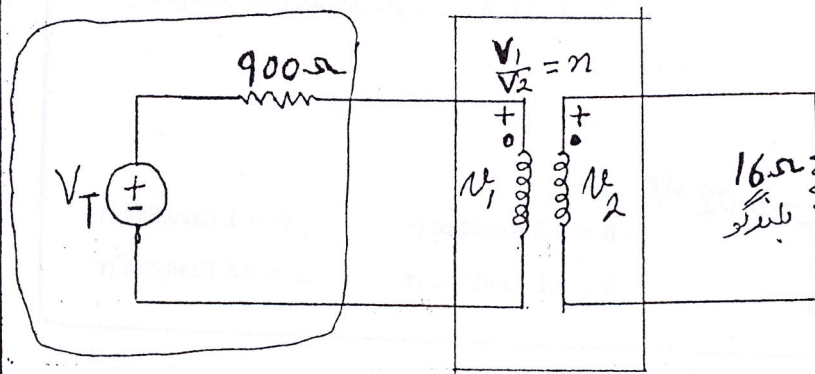 900Ω
V₁/V₂ = n
+ +
V_T + - v₁ v₂ 16Ω
بلندگو